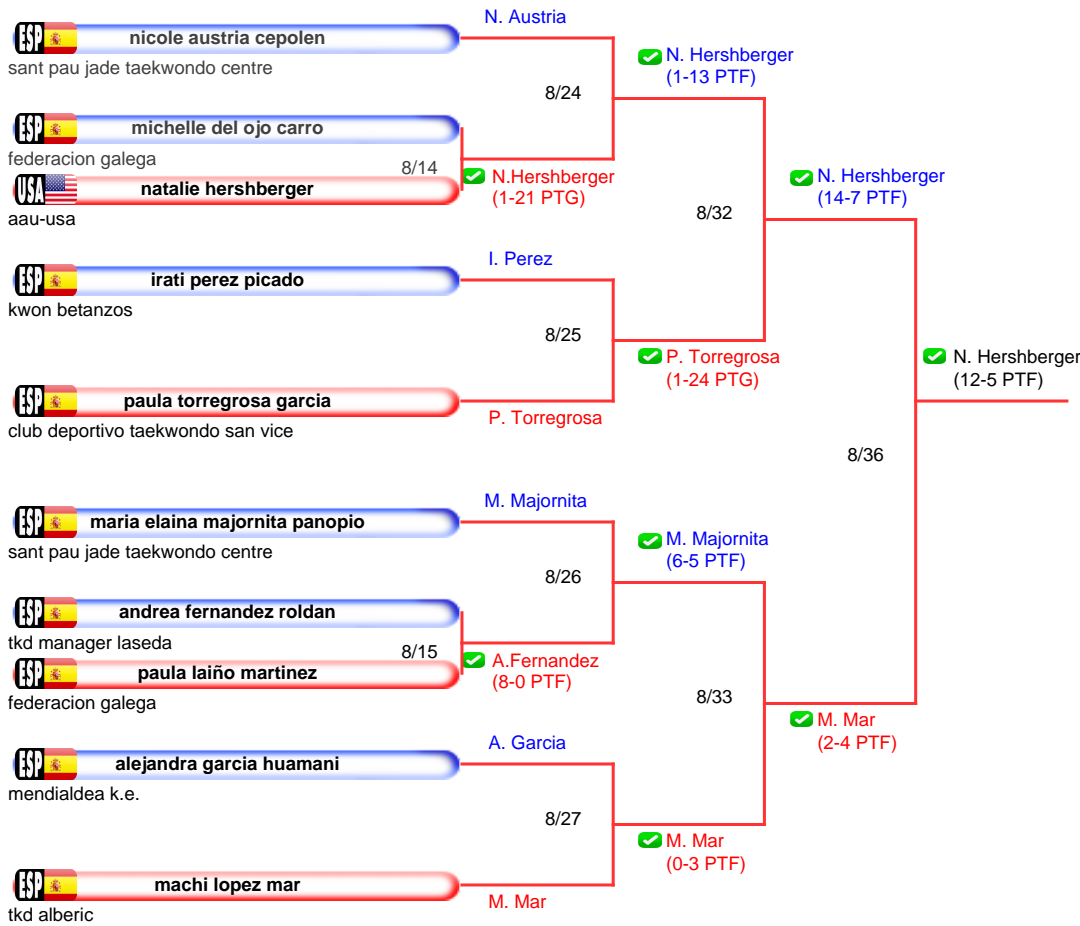 N. Austria
ESP nicole austria cepolen
sant pau jade taekwondo centre
N. Hershberger
(1-13 PTF)
8/24
ESP michelle del ojo carro
federacion galega
8/14
USA natalie hershberger
aau-usa
N.Hershberger
(1-21 PTG)
N. Hershberger
(14-7 PTF)
8/32
I. Perez
ESP irati perez picado
kwon betanzos
8/25
P. Torregrosa
(1-24 PTG)
N. Hershberger
(12-5 PTF)
ESP paula torregrosa garcia
P. Torregrosa
club deportivo taekwondo san vice
8/36
M. Majornita
ESP maria elaina majornita panopio
sant pau jade taekwondo centre
M. Majornita
(6-5 PTF)
8/26
ESP andrea fernandez roldan
tkd manager laseda
8/15
ESP paula laiño martinez
federacion galega
A.Fernandez
(8-0 PTF)
8/33
M. Mar
(2-4 PTF)
A. Garcia
ESP alejandra garcia huamani
mendialdea k.e.
8/27
M. Mar
(0-3 PTF)
ESP machi lopez mar
M. Mar
tkd alberic